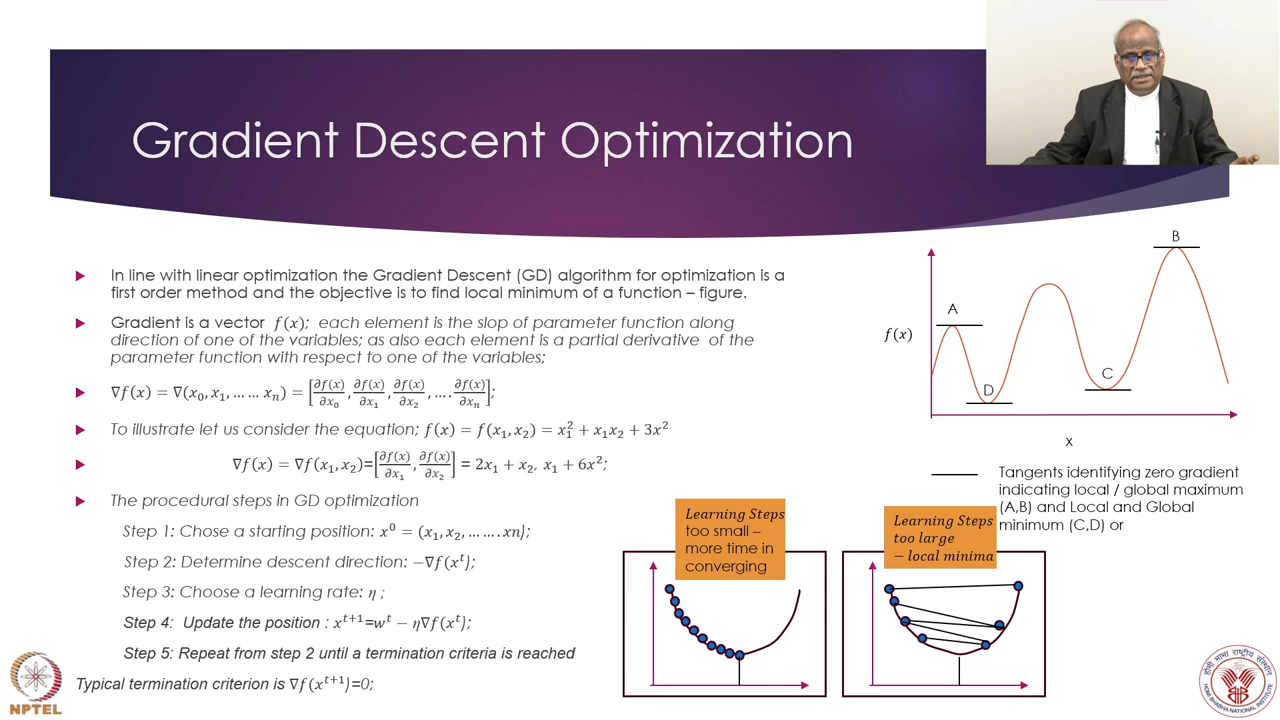 Gradient Descent Optimization
In line with linear optimization the Gradient Descent (GD) algorithm for optimization is a
first order method and the objective is to find local minimum of a function – figure.
Gradient is a vector f(x); each element is the slop of parameter function along
direction of one of the variables; as also each element is a partial derivative of the
parameter function with respect to one of the variables;
∇f(x) = ∇(x₀, x₁, … … xₙ) = [∂f(x)/∂x₀, ∂f(x)/∂x₁, ∂f(x)/∂x₂, … . ∂f(x)/∂xₙ];
To illustrate let us consider the equation; f(x) = f(x₁, x₂) = x₁² + x₁x₂ + 3x²
∇f(x) = ∇f(x₁, x₂)=[∂f(x)/∂x₁, ∂f(x)/∂x₂] = 2x₁ + x₂, x₁ + 6x²;
The procedural steps in GD optimization
Step 1: Chose a starting position: x⁰ = (x₁, x₂, … … . xn);
Step 2: Determine descent direction: −∇f(xᵗ);
Step 3: Choose a learning rate: η ;
Step 4: Update the position : xᵗ⁺¹=wᵗ − η∇f(xᵗ);
Step 5: Repeat from step 2 until a termination criteria is reached
Typical termination criterion is ∇f(xᵗ⁺¹)=0;
B
A
f(x)
C
D
x
Tangents identifying zero gradient
indicating local / global maximum
(A,B) and Local and Global
minimum (C,D) or
Learning Steps
too small –
more time in
converging
Learning Steps
too large
− local minima
NPTEL